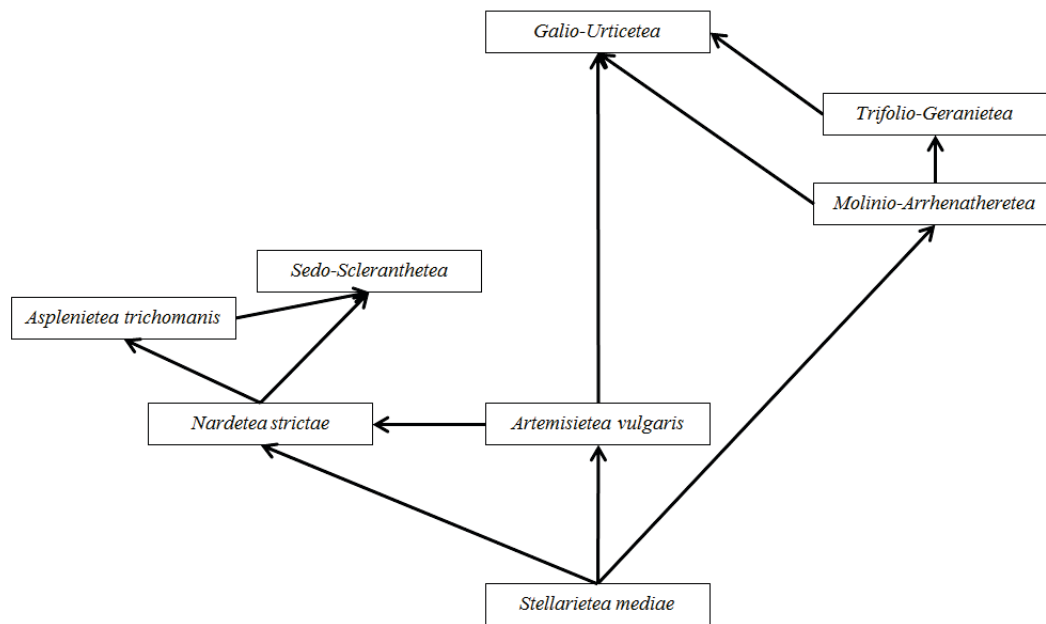 Galio-Urticetea
Trifolio-Geranietea
Molinio-Arrhenatheretea
Sedo-Scleranthetea
Asplenietea trichomanis
Nardetea strictae
Artemisietea vulgaris
Stellarietea mediae